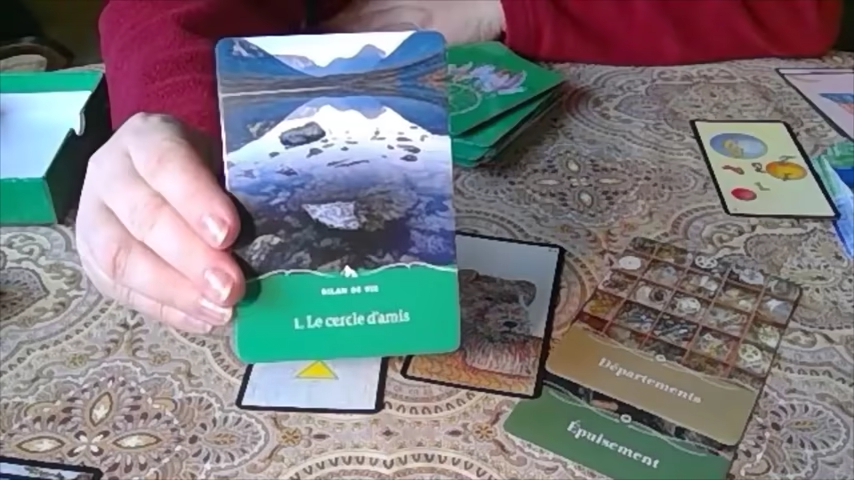 BILAN DE VIE
1. Le cercle d'amis
Départements
Épuisement